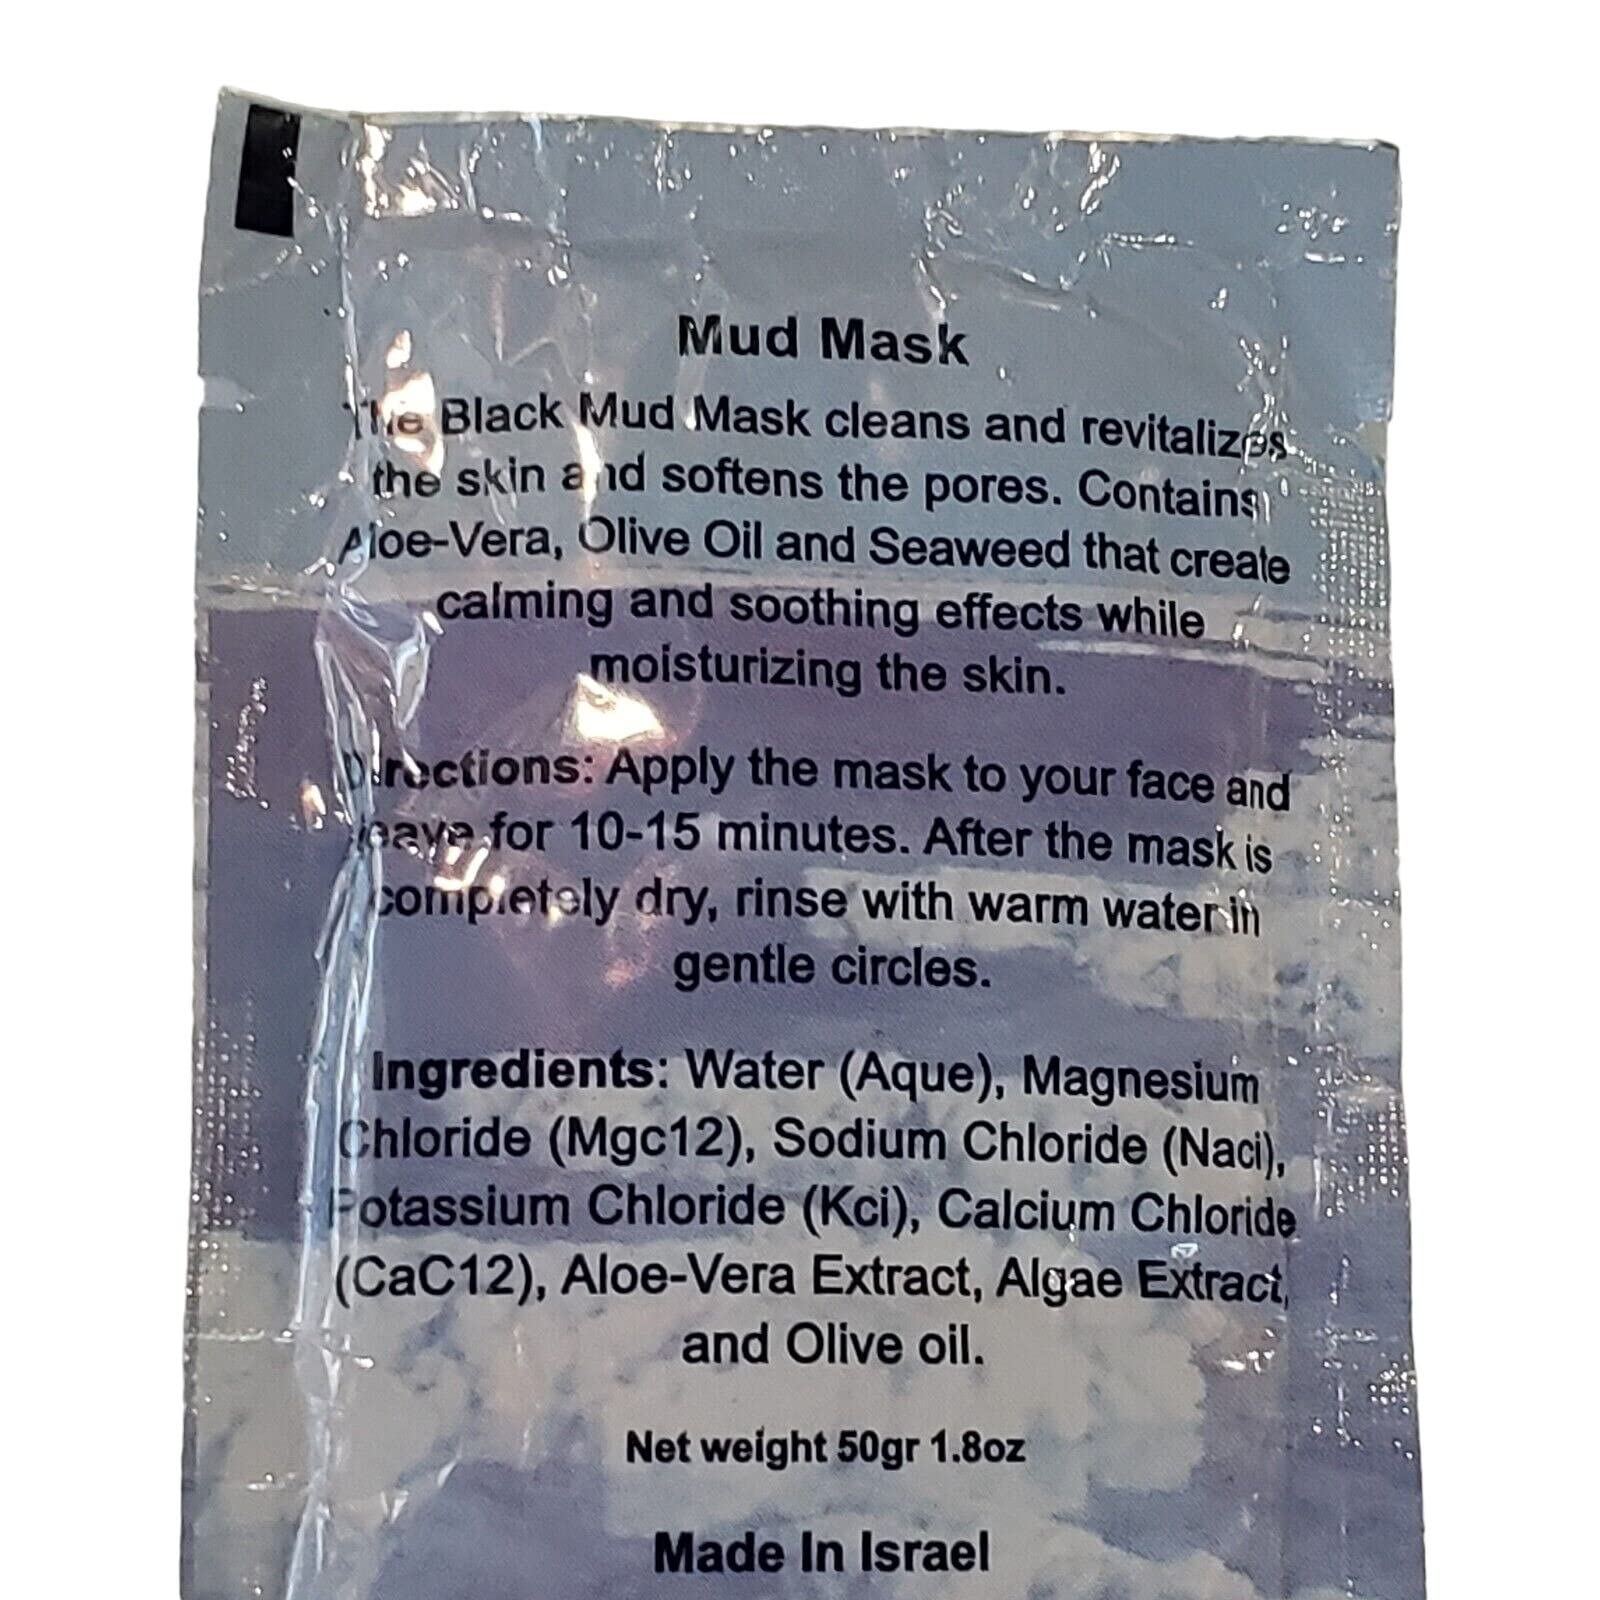 Mud Mask
The Black Mud Mask cleans and revitalizes
the skin and softens the pores. Contains
Aloe-Vera, Olive Oil and Seaweed that create
calming and soothing effects while
moisturizing the skin.
Directions: Apply the mask to your face and
leave for 10-15 minutes. After the mask is
completely dry, rinse with warm water in
gentle circles.
Ingredients: Water (Aque), Magnesium
Chloride (Mgc12), Sodium Chloride (Naci),
Potassium Chloride (Kci), Calcium Chloride
(CaC12), Aloe-Vera Extract, Algae Extract,
and Olive oil.
Net weight 50gr 1.8oz
Made In Israel